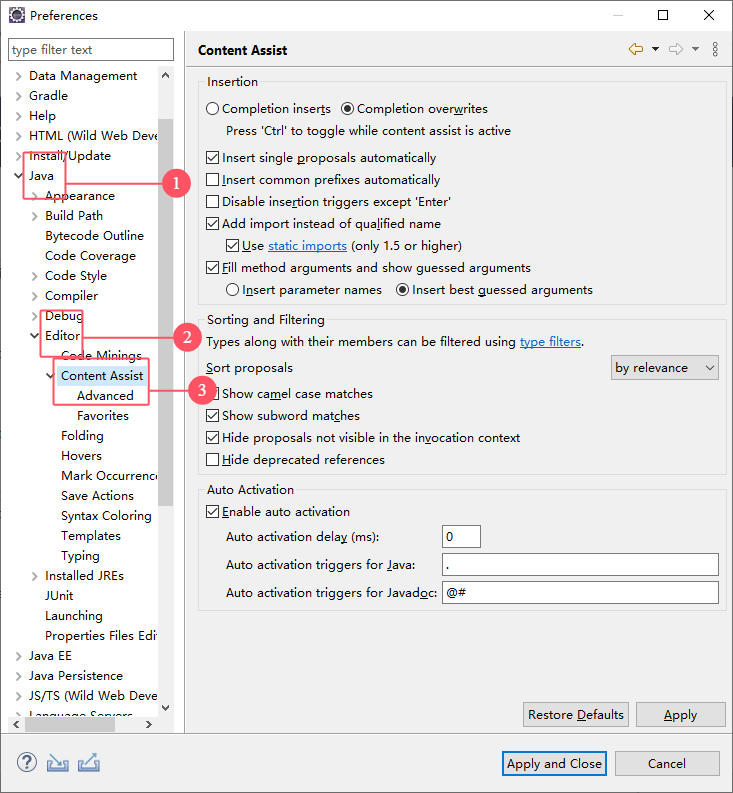 Preferences
type filter text
Data Management
Gradle
Help
HTML (Wild Web Deve
Install/Update
Java
1
Appearance
Build Path
Bytecode Outline
Code Coverage
Code Style
Compiler
Debug
Editor
2
Code Minings
Content Assist
Advanced
3
Favorites
Folding
Hovers
Mark Occurrenc
Save Actions
Syntax Coloring
Templates
Typing
Installed JREs
JUnit
Launching
Properties Files Edi
Java EE
Java Persistence
JS/TS (Wild Web Deve
Language Servers
Content Assist
Insertion
Completion inserts Completion overwrites
Press 'Ctrl' to toggle while content assist is active
Insert single proposals automatically
Insert common prefixes automatically
Disable insertion triggers except 'Enter'
Add import instead of qualified name
Use static imports (only 1.5 or higher)
Fill method arguments and show guessed arguments
Insert parameter names Insert best guessed arguments
Sorting and Filtering
Types along with their members can be filtered using type filters.
Sort proposals by relevance
Show camel case matches
Show subword matches
Hide proposals not visible in the invocation context
Hide deprecated references
Auto Activation
Enable auto activation
Auto activation delay (ms): 0
Auto activation triggers for Java: .
Auto activation triggers for Javadoc: @#
Restore Defaults Apply
? Apply and Close Cancel